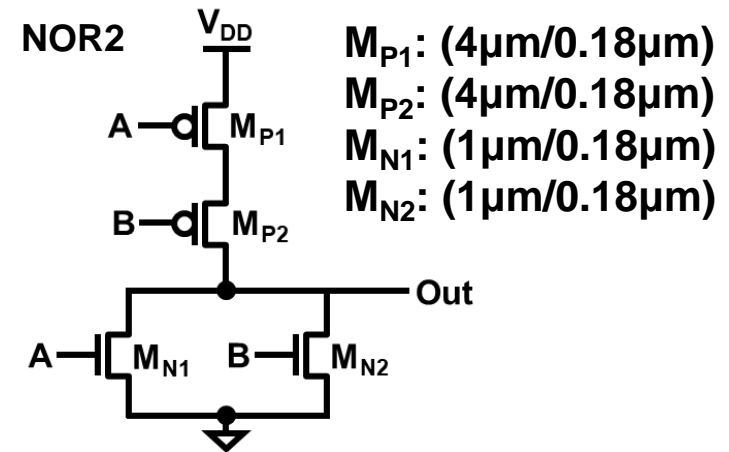 NOR2
V_DD
M_P1: (4µm/0.18µm)
M_P2: (4µm/0.18µm)
M_N1: (1µm/0.18µm)
M_N2: (1µm/0.18µm)
A
M_P1
B
M_P2
Out
A
M_N1
B
M_N2